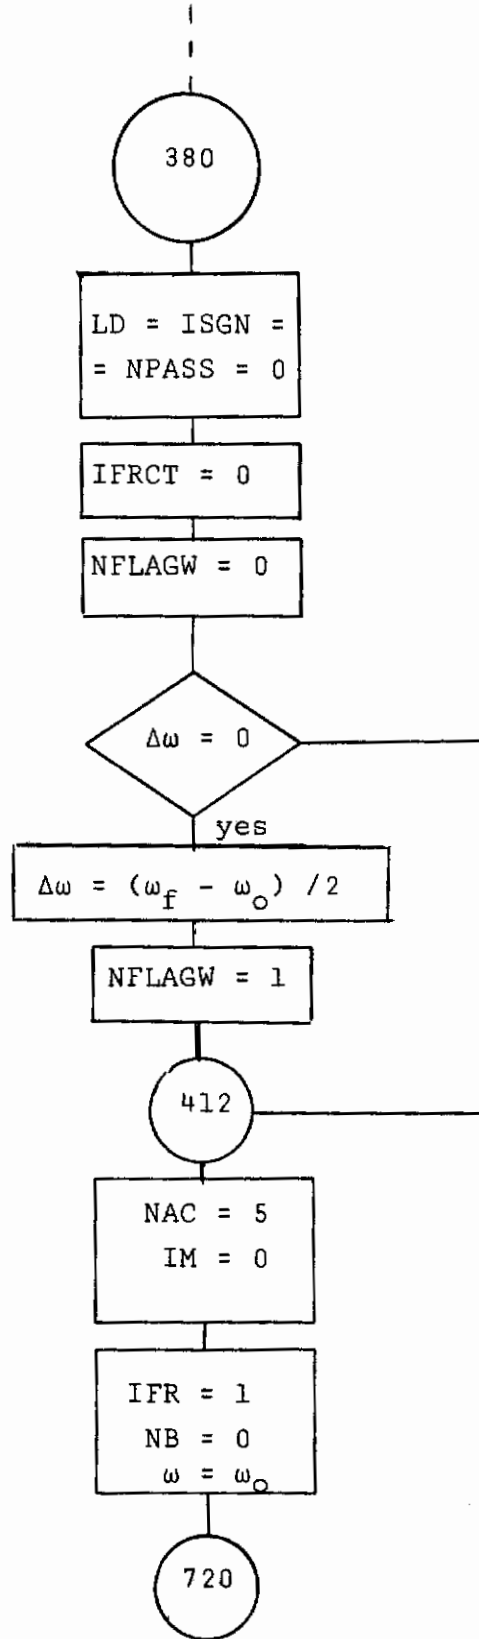 380
LD = ISGN =
= NPASS = 0
IFRCT = 0
NFLAGW = 0
Δω = 0
yes
Δω = (ω_f - ω_o) /2
NFLAGW = 1
412
NAC = 5
IM = 0
IFR = 1
NB = 0
ω = ω_o
720